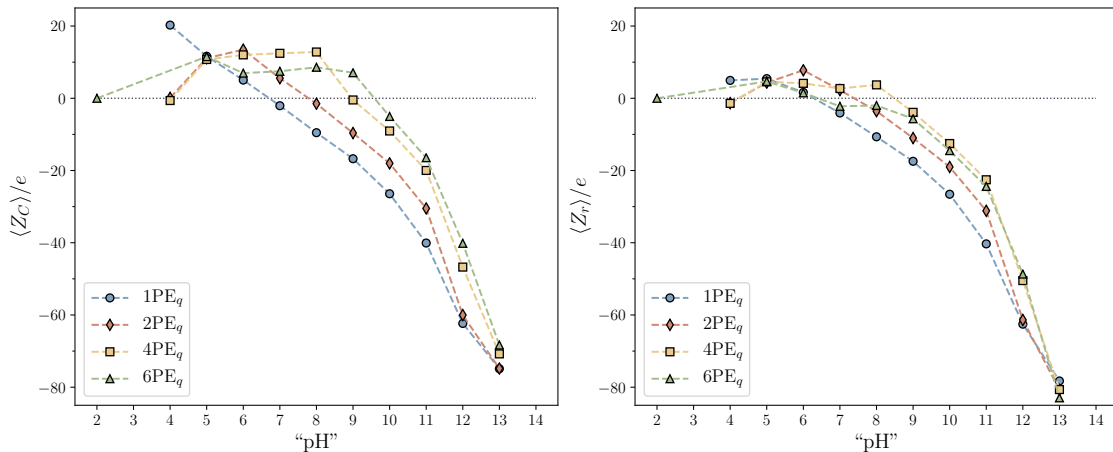 20
0
−20
−40
−60
−80
⟨Z_C⟩/e
1PE_q
2PE_q
4PE_q
6PE_q
2 3 4 5 6 7 8 9 10 11 12 13 14
“pH”
20
0
−20
−40
−60
−80
⟨Z_r⟩/e
1PE_q
2PE_q
4PE_q
6PE_q
2 3 4 5 6 7 8 9 10 11 12 13 14
“pH”